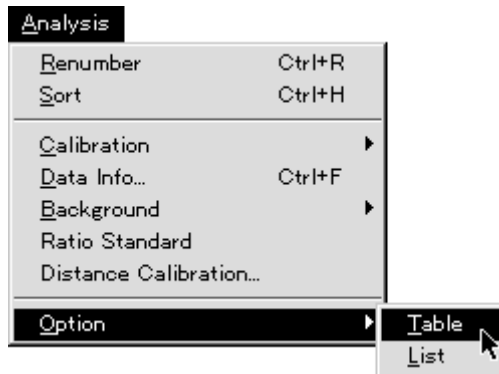 Analysis
Renumber Ctrl+R
Sort Ctrl+H
Calibration
Data Info... Ctrl+F
Background
Ratio Standard
Distance Calibration...
Option Table
List